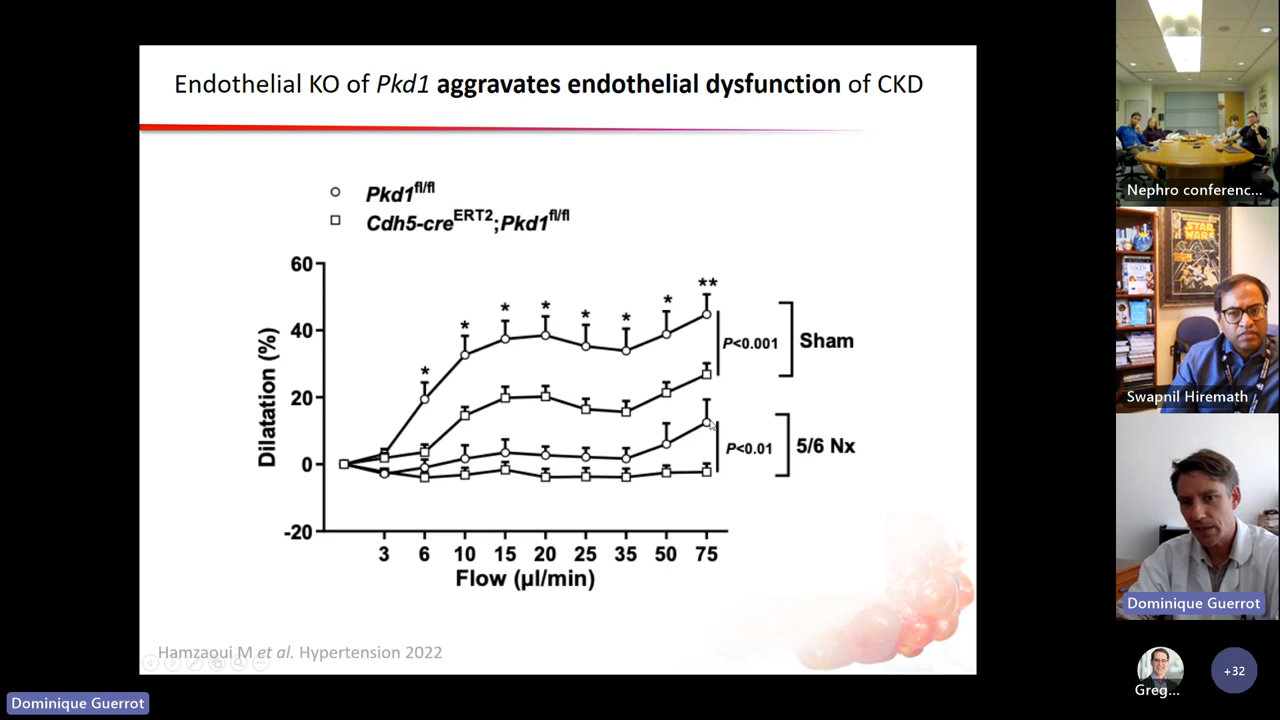 Endothelial KO of Pkd1 aggravates endothelial dysfunction of CKD
Pkd1fl/fl
Cdh5-creERT2;Pkd1fl/fl
60
40
20
0
-20
Dilatation (%)
*
*
*
*
*
*
*
**
P<0.001
Sham
P<0.01
5/6 Nx
3 6 10 15 20 25 35 50 75
Flow (µl/min)
Hamzaoui M et al. Hypertension 2022
Dominique Guerrot
Nephro conferenc...
STAR WARS
Swapnil Hiremath
Dominique Guerrot
Greg...
+32